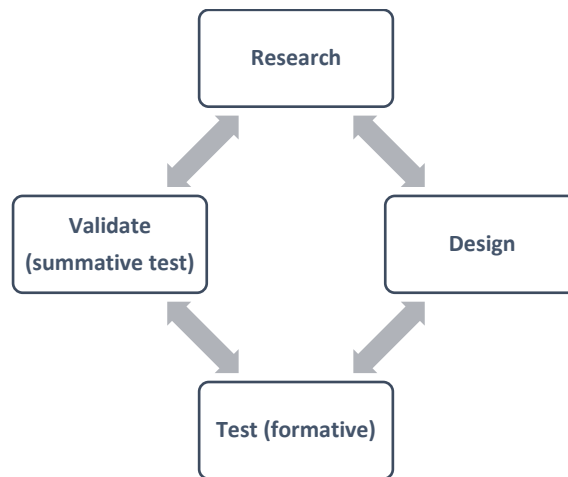 Research
Validate
(summative test)
Design
Test (formative)